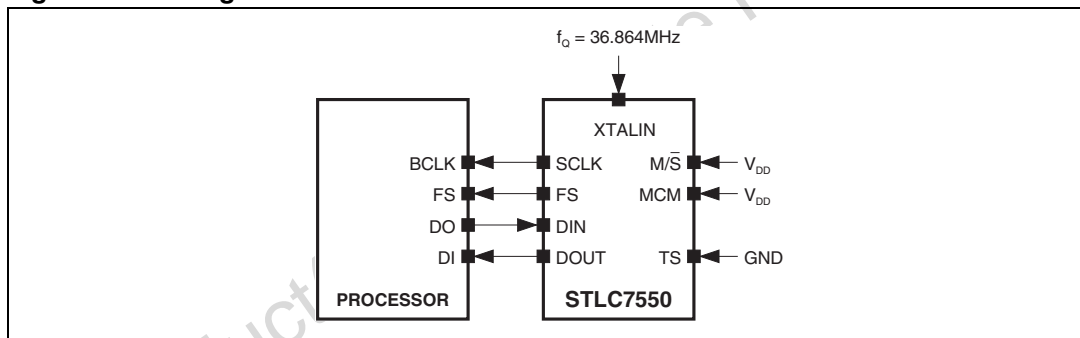 f_Q = 36.864MHz
XTALIN
BCLK SCLK M/S̅ V_DD
FS FS MCM V_DD
DO DIN
DI DOUT TS GND
PROCESSOR STLC7550